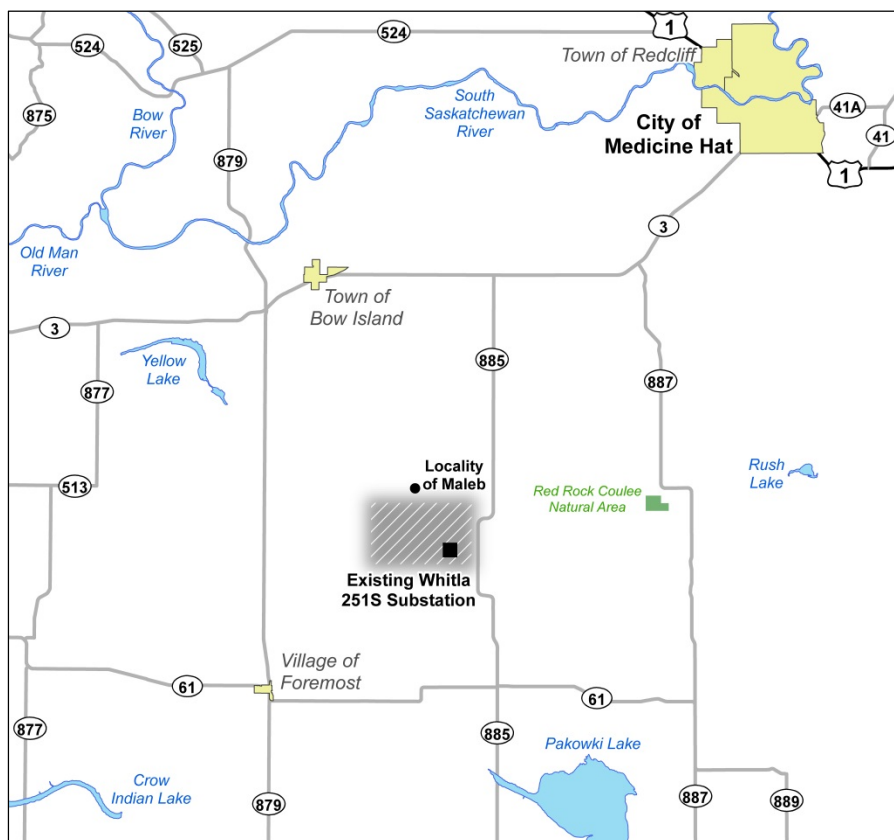 524
525
524
1
Town of Redcliff
875
Bow
River
South
Saskatchewan
River
41A
41
City of
Medicine Hat
879
1
3
Old Man
River
Town of
Bow Island
3
Yellow
Lake
885
877
887
Locality
of Maleb
513
Red Rock Coulee
Natural Area
Rush
Lake
Existing Whitla
251S Substation
Village of
Foremost
61
61
877
885
Pakowki Lake
Crow
Indian Lake
879
887
889